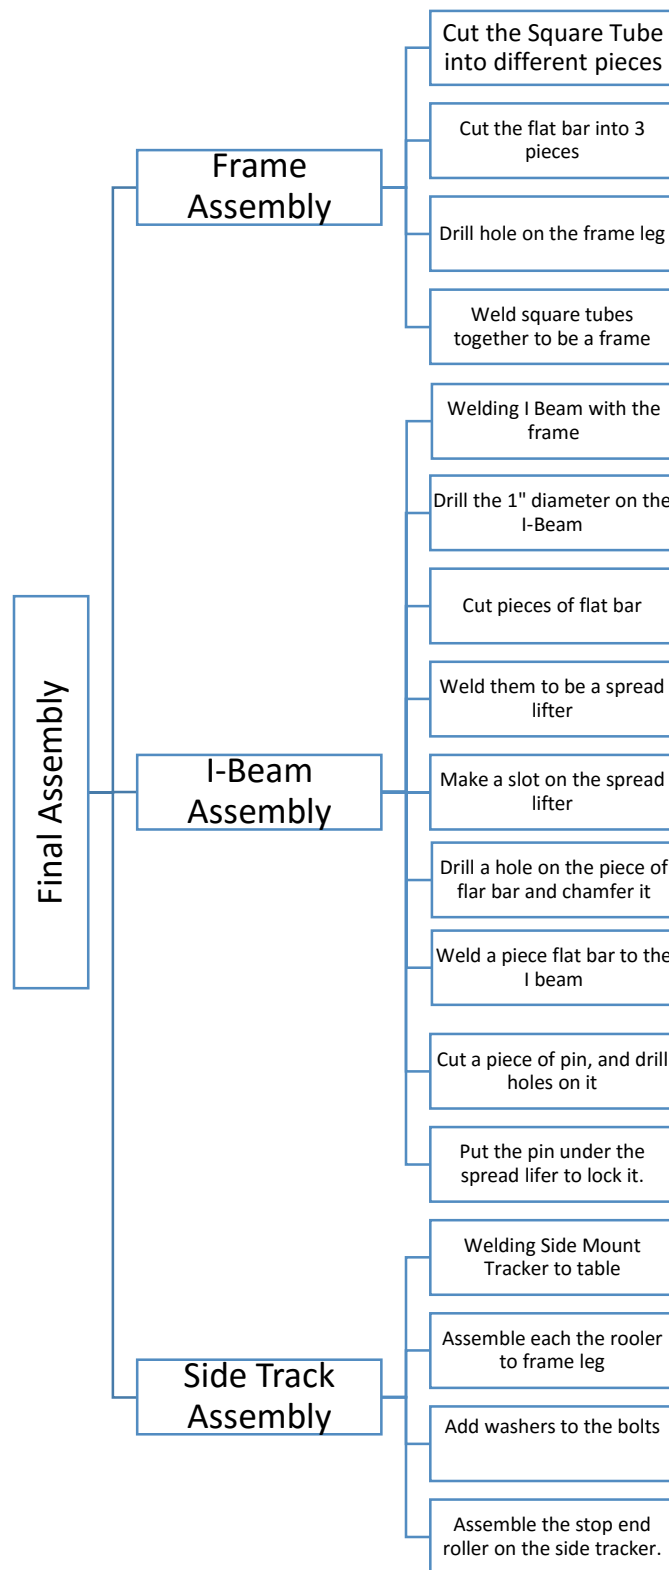 Cut the Square Tube
into different pieces
Cut the flat bar into 3
pieces
Frame
Assembly
Drill hole on the frame leg
Weld square tubes
together to be a frame
Welding I Beam with the
frame
Drill the 1" diameter on the
I-Beam
Cut pieces of flat bar
Weld them to be a spread
lifter
Final Assembly
I-Beam
Assembly
Make a slot on the spread
lifter
Drill a hole on the piece of
flar bar and chamfer it
Weld a piece flat bar to the
I beam
Cut a piece of pin, and drill
holes on it
Put the pin under the
spread lifer to lock it.
Welding Side Mount
Tracker to table
Assemble each the rooler
to frame leg
Side Track
Assembly
Add washers to the bolts
Assemble the stop end
roller on the side tracker.